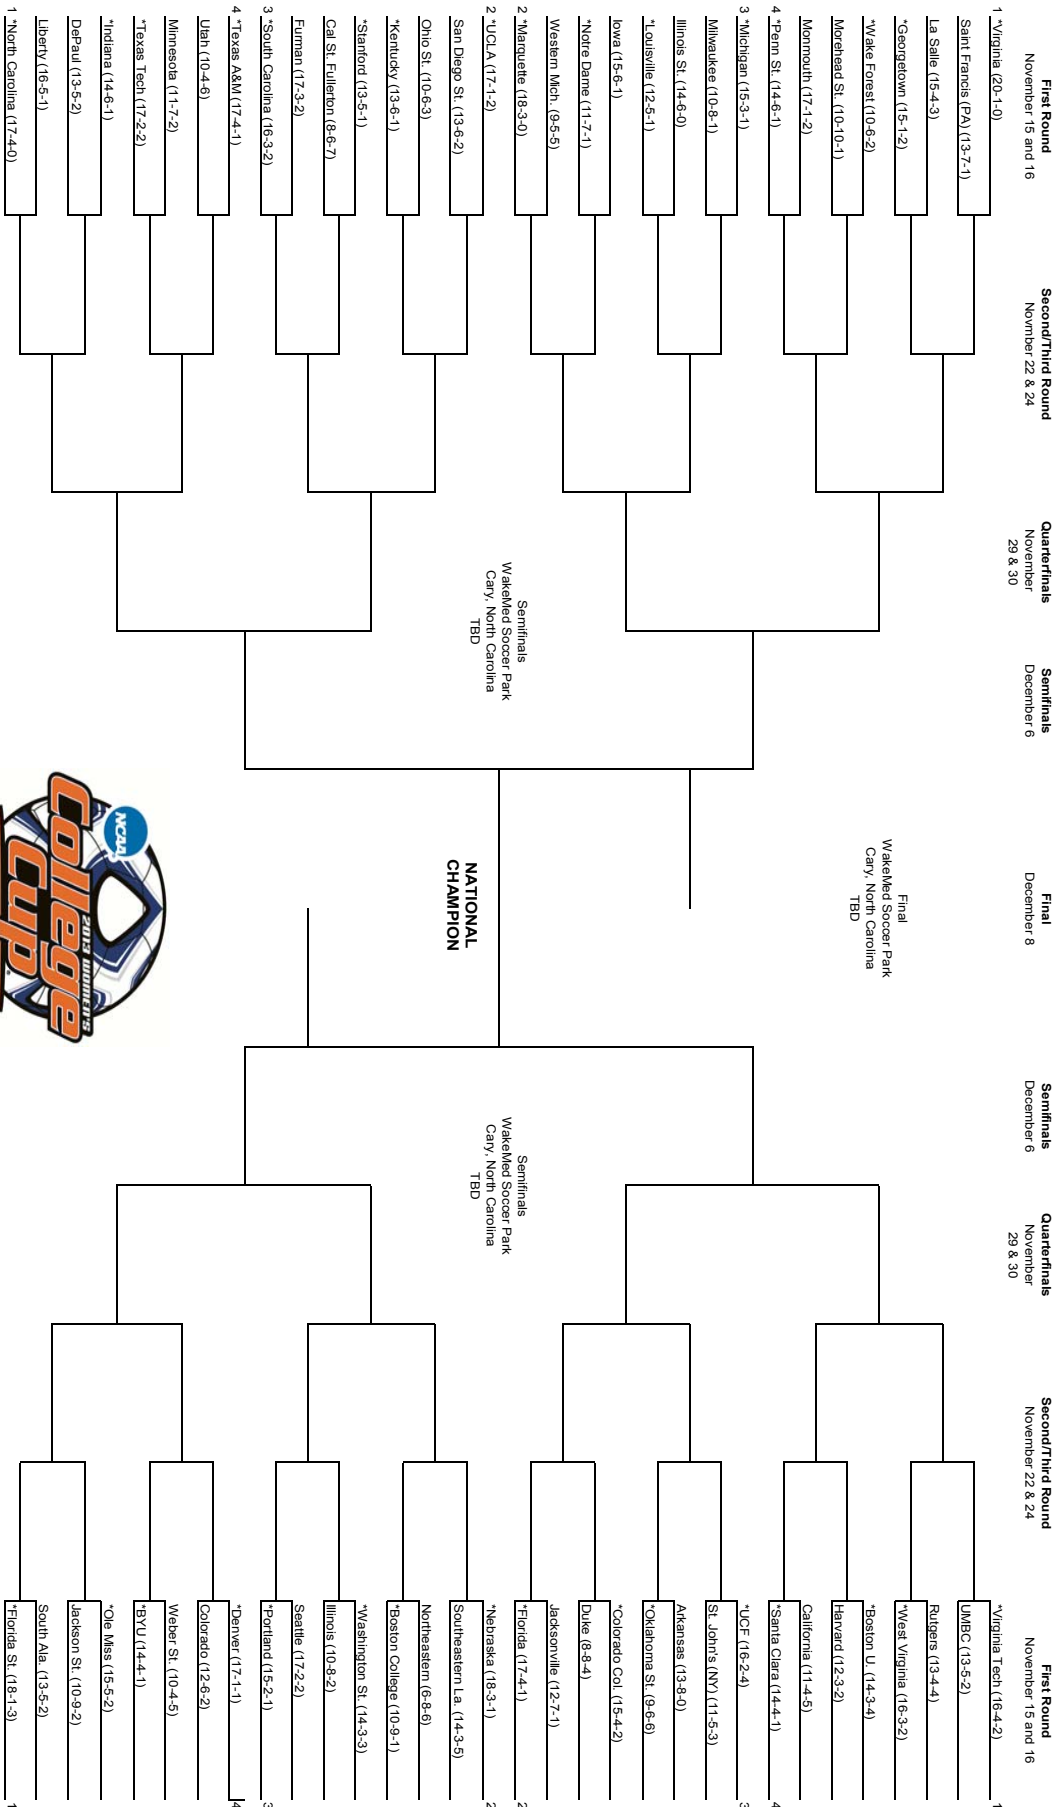 First Round
November 15 and 16
Second/Third Round
Novmber 22 & 24
Quarterfinals
November
29 & 30
Semifinals
December 6
Final
December 8
Semifinals
December 6
Quarterfinals
November
29 & 30
Second/Third Round
November 22 & 24
First Round
November 15 and 16
1 *Virginia (20-1-0)
Saint Francis (PA) (13-7-1)
La Salle (15-4-3)
*Georgetown (15-1-2)
*Wake Forest (10-6-2)
Morehead St. (10-10-1)
Monmouth (17-1-2)
4 *Penn St. (14-6-1)
3 *Michigan (15-3-1)
Milwaukee (10-8-1)
Illinois St. (14-6-0)
*Louisville (12-5-1)
Iowa (15-6-1)
*Notre Dame (11-7-1)
Western Mich. (9-5-5)
2 *Marquette (18-3-0)
2 *UCLA (17-1-2)
San Diego St. (13-6-2)
Ohio St. (10-6-3)
*Kentucky (13-6-1)
*Stanford (13-5-1)
Cal St. Fullerton (8-6-7)
Furman (17-3-2)
3 *South Carolina (16-3-2)
4 *Texas A&M (17-4-1)
Utah (10-4-6)
Minnesota (11-7-2)
*Texas Tech (17-2-2)
*Indiana (14-6-1)
DePaul (13-5-2)
Liberty (16-5-1)
1 *North Carolina (17-4-0)
Semifinals
WakeMed Soccer Park
Cary, North Carolina
TBD
Final
WakeMed Soccer Park
Cary, North Carolina
TBD
NATIONAL
CHAMPION
NCAA
2013 WOMEN'S
College
Cup
Semifinals
WakeMed Soccer Park
Cary, North Carolina
TBD
*Virginia Tech (16-4-2) 1
UMBC (13-5-2)
Rutgers (13-4-4)
*West Virginia (16-3-2)
*Boston U. (14-3-4)
Harvard (12-3-2)
California (11-4-5)
*Santa Clara (14-4-1) 4
*UCF (16-2-4) 3
St. John's (NY) (11-5-3)
Arkansas (13-8-0)
*Oklahoma St. (9-6-6)
*Colorado Col. (15-4-2)
Duke (8-8-4)
Jacksonville (12-7-1)
*Florida (17-4-1) 2
*Nebraska (18-3-1) 2
Southeastern La. (14-3-5)
Northeastern (6-8-6)
*Boston College (10-9-1)
*Washington St. (14-3-3)
Illinois (10-8-2)
Seattle (17-2-2)
*Portland (15-2-1) 3
*Denver (17-1-1) 4
Colorado (12-6-2)
Weber St. (10-4-5)
*BYU (14-4-1)
*Ole Miss (15-5-2)
Jackson St. (10-9-2)
South Ala. (13-5-2)
*Florida St. (18-1-3) 1